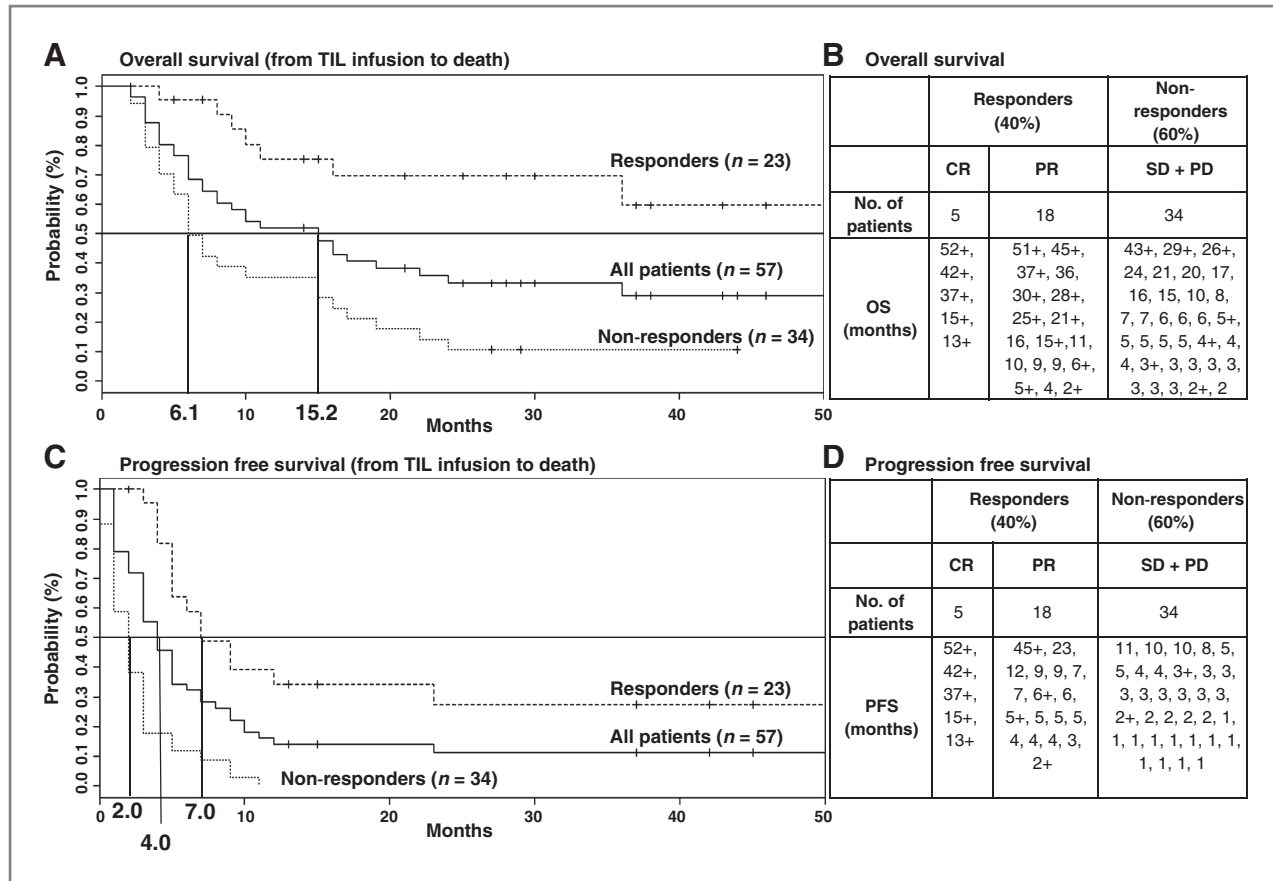 A Overall survival (from TIL infusion to death)
Probability (%)
1.0
0.9
0.8
0.7
0.6
0.5
0.4
0.3
0.2
0.1
0.0
Responders (n = 23)
All patients (n = 57)
Non-responders (n = 34)
0 6.1 10 15.2 20 30 40 50
Months
B Overall survival
Responders
(40%)
Non-
responders
(60%)
CR PR SD + PD
No. of
patients
5 18 34
OS
(months)
52+,
42+,
37+,
15+,
13+
51+, 45+,
37+, 36,
30+, 28+,
25+, 21+,
16, 15+,11,
10, 9, 9, 6+,
5+, 4, 2+
43+, 29+, 26+,
24, 21, 20, 17,
16, 15, 10, 8,
7, 7, 6, 6, 6, 5+,
5, 5, 5, 5, 4+, 4,
4, 3+, 3, 3, 3, 3,
3, 3, 3, 2+, 2
C Progression free survival (from TIL infusion to death)
Probability (%)
1.0
0.9
0.8
0.7
0.6
0.5
0.4
0.3
0.2
0.1
0.0
Responders (n = 23)
All patients (n = 57)
Non-responders (n = 34)
0 2.0 7.0 10 20 30 40 50
4.0
Months
D Progression free survival
Responders
(40%)
Non-responders
(60%)
CR PR SD + PD
No. of
patients
5 18 34
PFS
(months)
52+,
42+,
37+,
15+,
13+
45+, 23,
12, 9, 9, 7,
7, 6+, 6,
5+, 5, 5, 5,
4, 4, 4, 3,
2+
11, 10, 10, 8, 5,
5, 4, 4, 3+, 3, 3,
3, 3, 3, 3, 3, 3,
2+, 2, 2, 2, 2, 1,
1, 1, 1, 1, 1, 1, 1,
1, 1, 1, 1